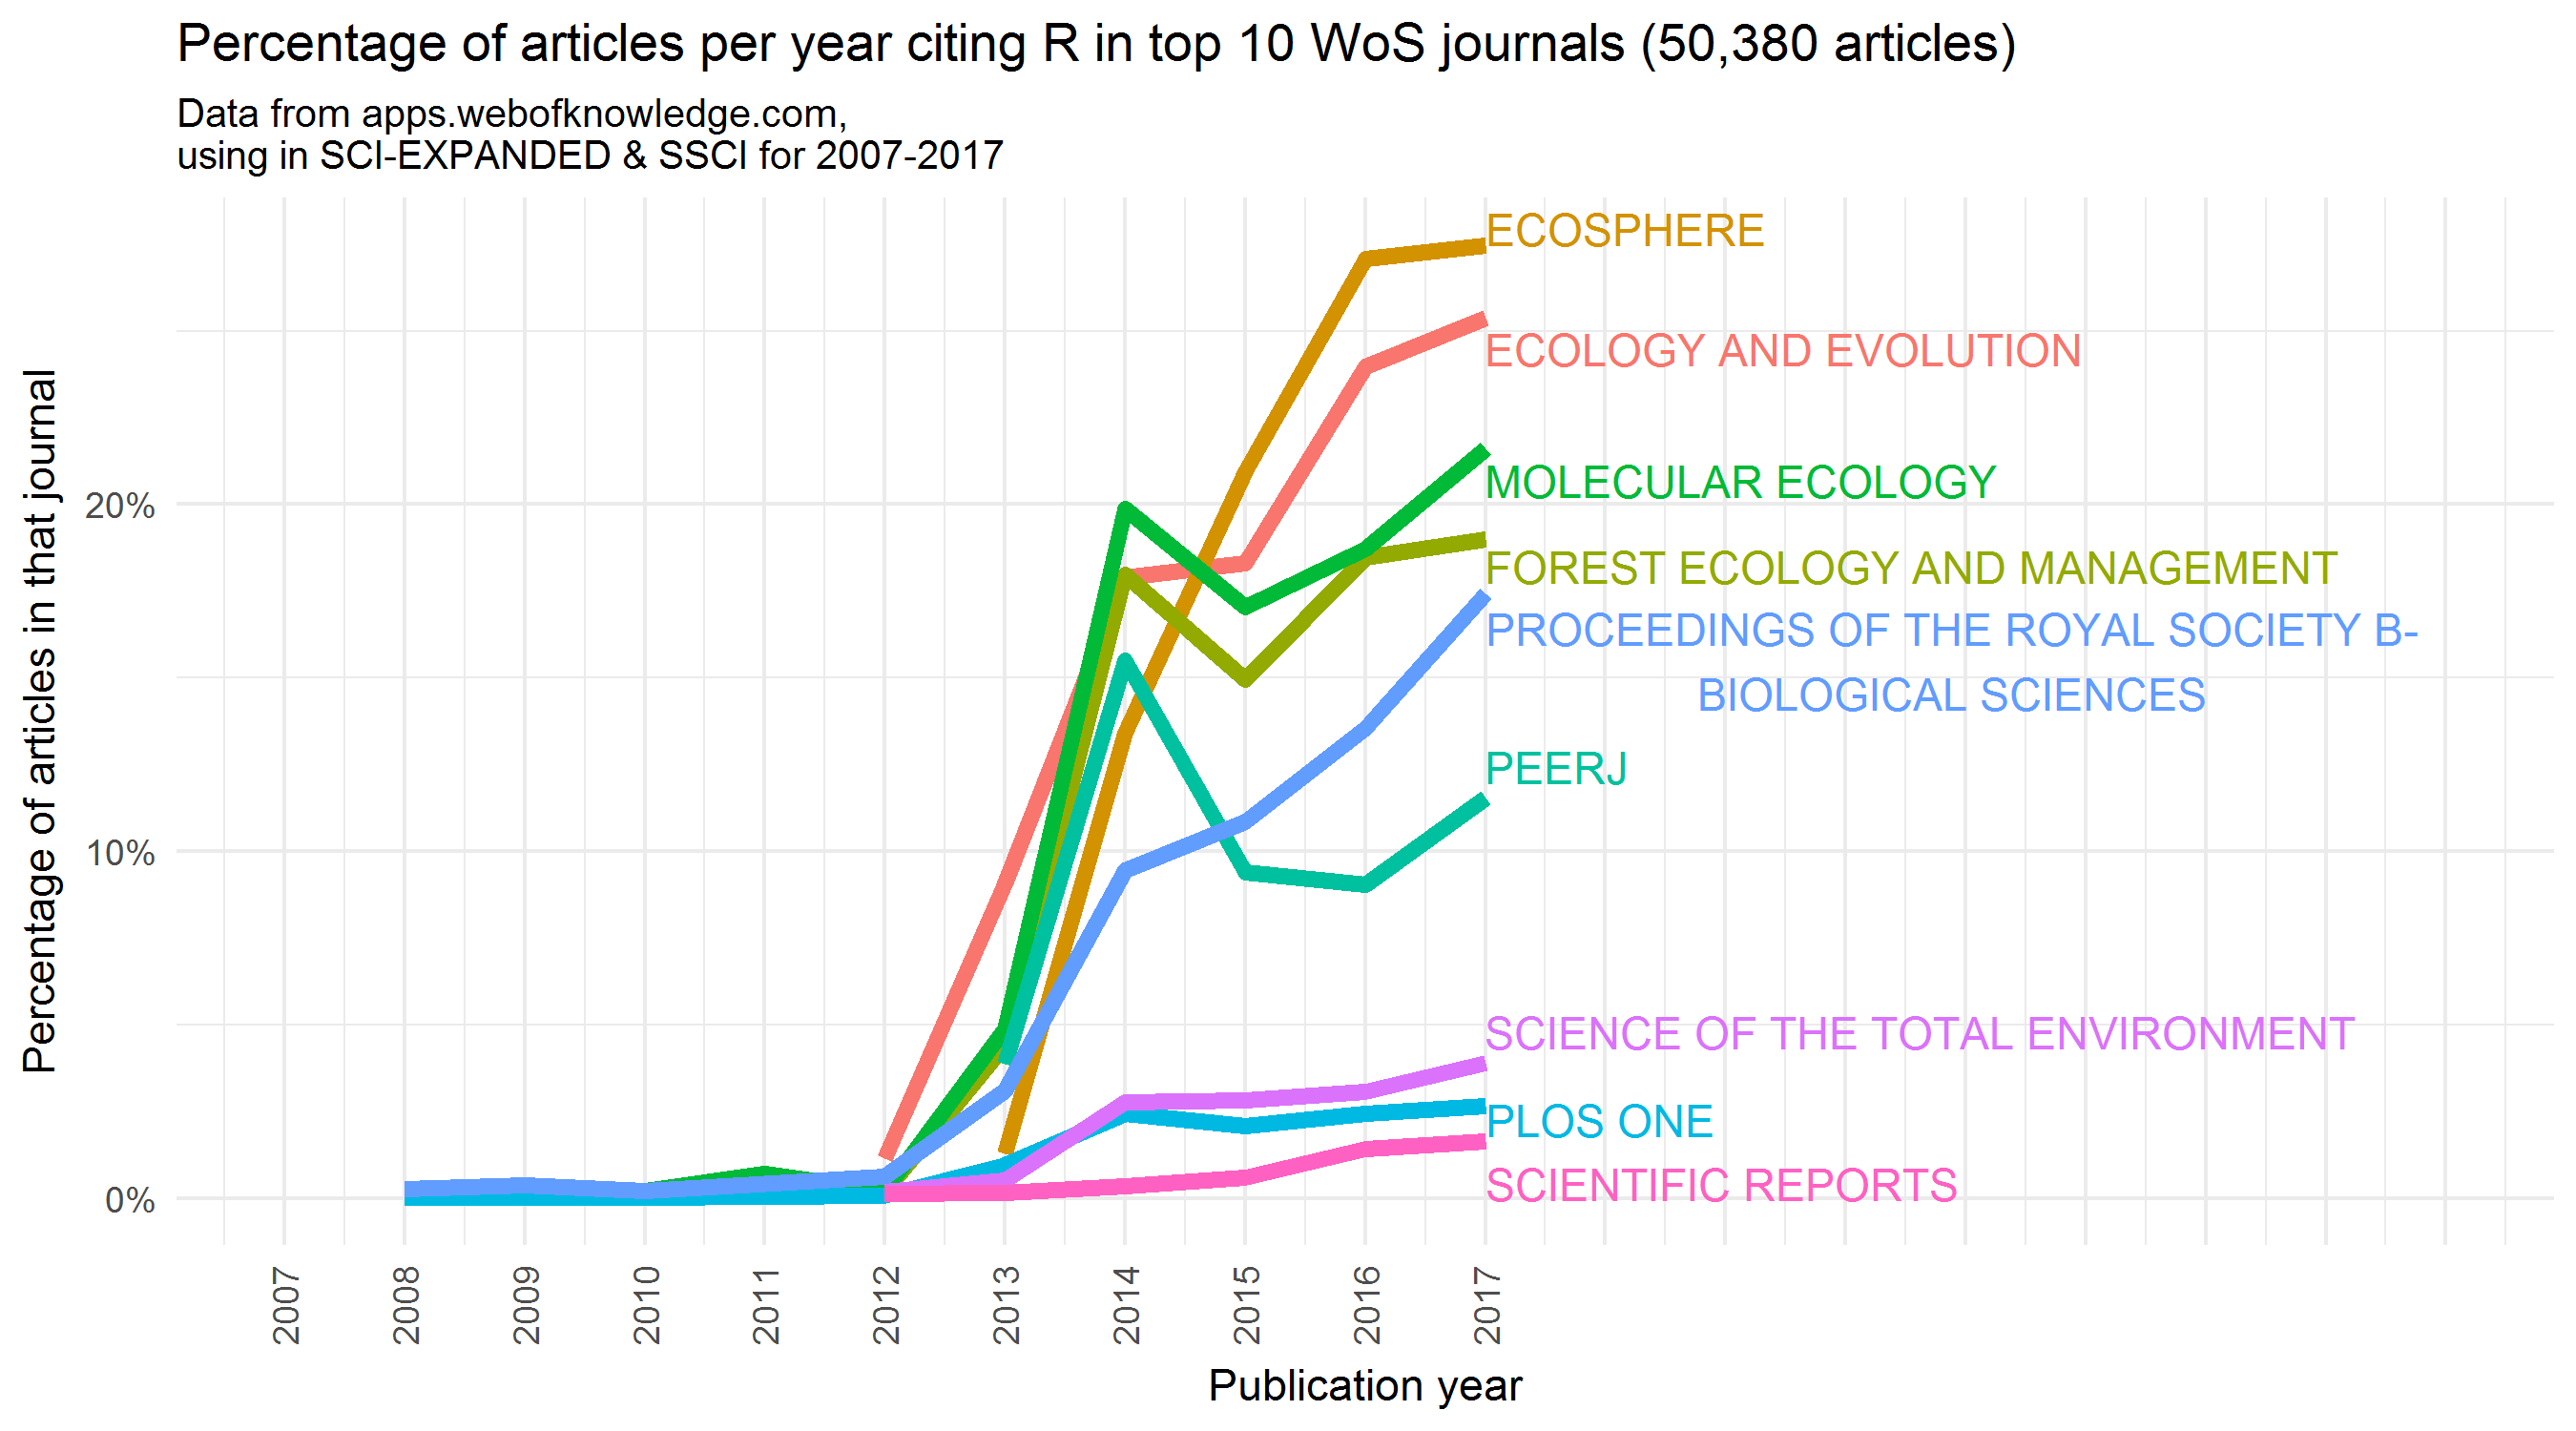 Percentage of articles per year citing R in top 10 WoS journals (50,380 articles)
Data from apps.webofknowledge.com,
using in SCI-EXPANDED & SSCI for 2007-2017
Percentage of articles in that journal
20%
10%
0%
ECOSPHERE
ECOLOGY AND EVOLUTION
MOLECULAR ECOLOGY
FOREST ECOLOGY AND MANAGEMENT
PROCEEDINGS OF THE ROYAL SOCIETY B-
BIOLOGICAL SCIENCES
PEERJ
SCIENCE OF THE TOTAL ENVIRONMENT
PLOS ONE
SCIENTIFIC REPORTS
2007
2008
2009
2010
2011
2012
2013
2014
2015
2016
2017
Publication year